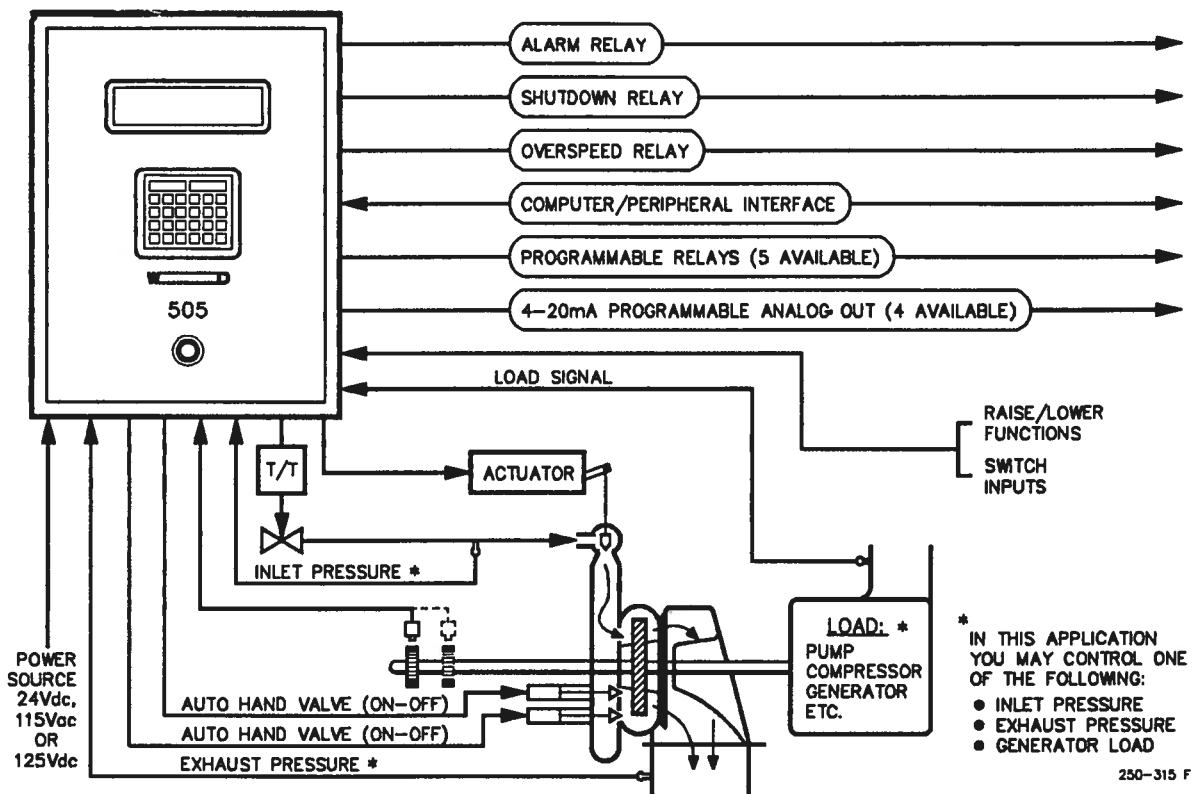 ALARM RELAY
SHUTDOWN RELAY
OVERSPEED RELAY
COMPUTER/PERIPHERAL INTERFACE
PROGRAMMABLE RELAYS (5 AVAILABLE)
505
4-20mA PROGRAMMABLE ANALOG OUT (4 AVAILABLE)
LOAD SIGNAL
RAISE/LOWER
FUNCTIONS
SWITCH
INPUTS
T/T
ACTUATOR
INLET PRESSURE *
POWER
SOURCE
24Vdc,
115Vac
OR
125Vdc
AUTO HAND VALVE (ON-OFF)
AUTO HAND VALVE (ON-OFF)
EXHAUST PRESSURE *
LOAD: *
PUMP
COMPRESSOR
GENERATOR
ETC.
*
IN THIS APPLICATION
YOU MAY CONTROL ONE
OF THE FOLLOWING:
● INLET PRESSURE
● EXHAUST PRESSURE
● GENERATOR LOAD
250-315 F